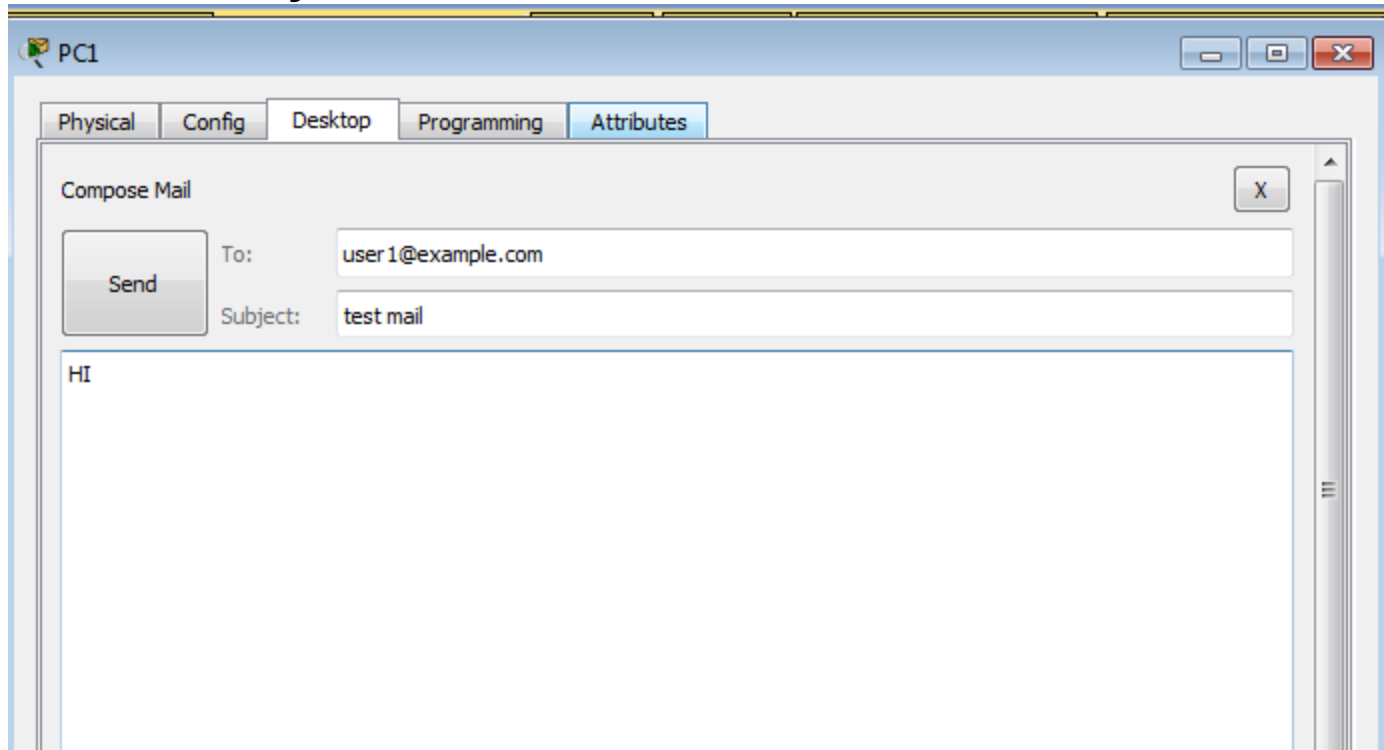 PC1
Physical Config Desktop Programming Attributes
Compose Mail X
Send
To: user1@example.com
Subject: test mail
HI